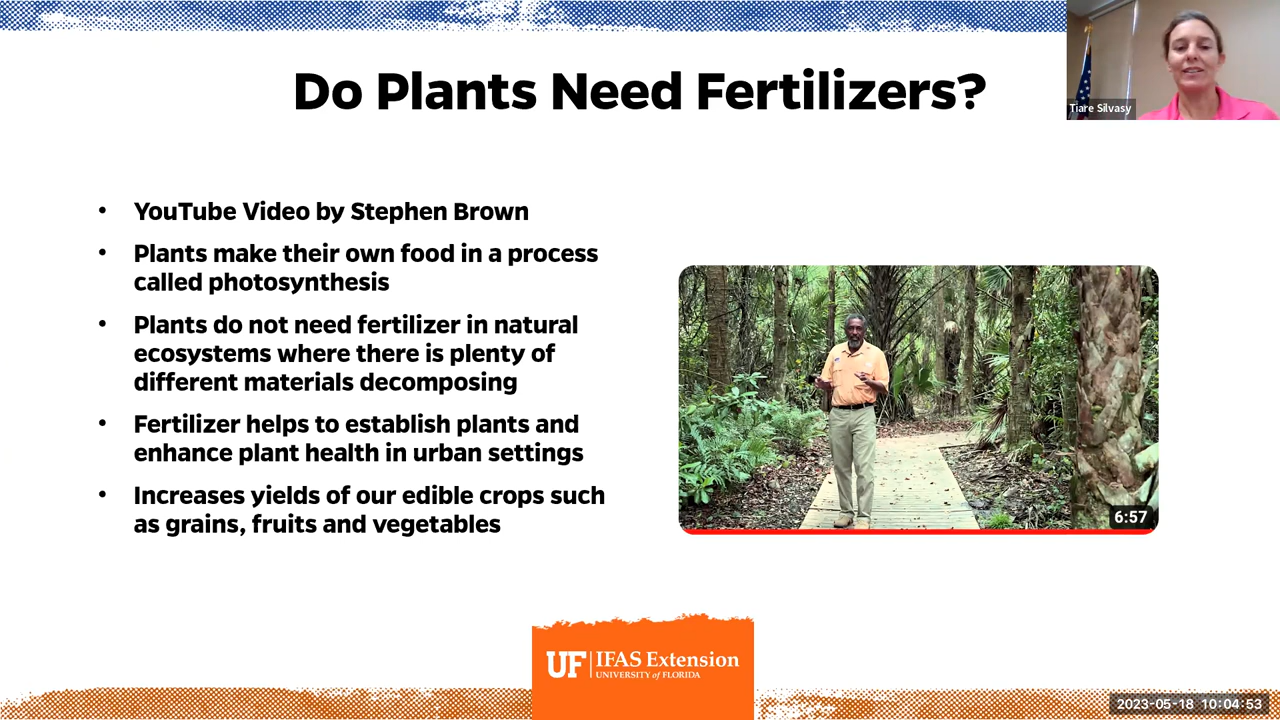 Tiare Silvasy
Do Plants Need Fertilizers?
• YouTube Video by Stephen Brown
• Plants make their own food in a process
called photosynthesis
• Plants do not need fertilizer in natural
ecosystems where there is plenty of
different materials decomposing
• Fertilizer helps to establish plants and
enhance plant health in urban settings
• Increases yields of our edible crops such
as grains, fruits and vegetables
6:57
UF IFAS Extension
UNIVERSITY of FLORIDA
2023-05-18 10:04:53